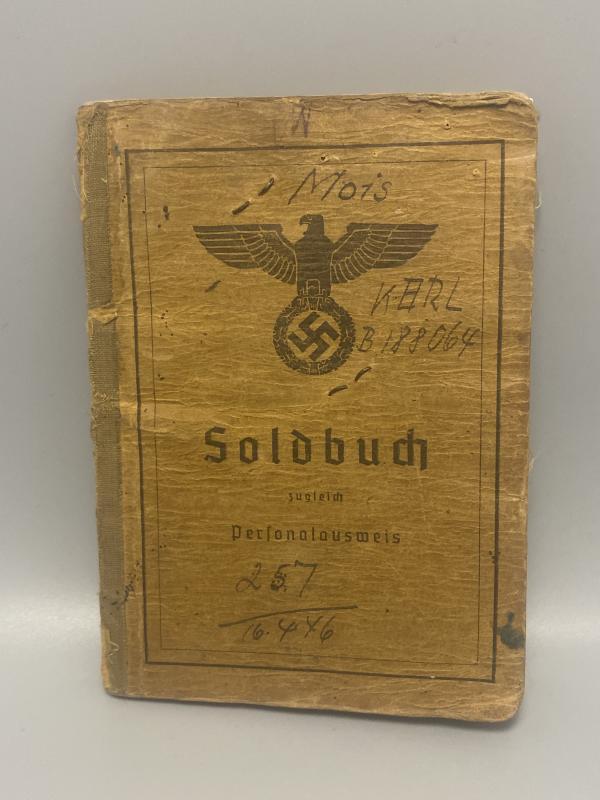 N
Mois
KARL
B 188064
Soldbuch
zugleich
Personalausweis
257
16.4.46